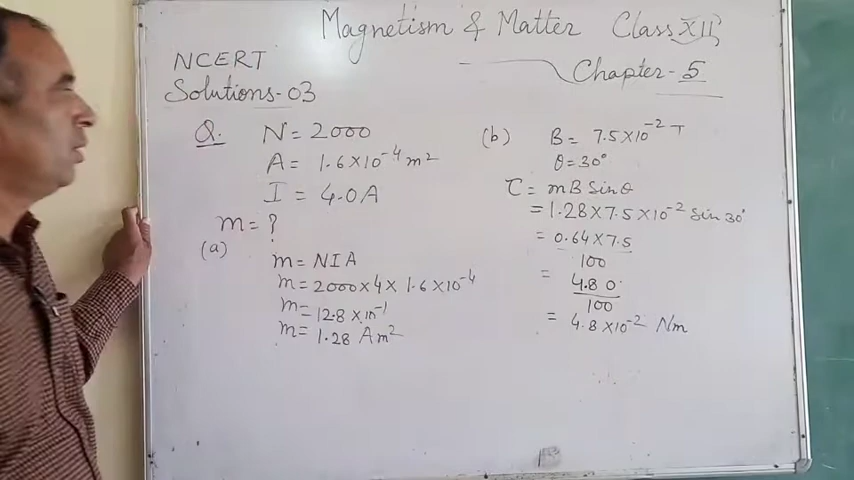 Magnetism & Matter Class XII
NCERT
Solutions-03
Chapter-5
Q. N = 2000
A = 1.6×10⁻⁴ m²
I = 4.0A
m = ?
(a)
m = NIA
m = 2000×4×1.6×10⁻⁴
m = 12.8×10⁻¹
m = 1.28 Am²
(b) B = 7.5×10⁻² T
θ = 30°
τ = mB Sinθ
= 1.28×7.5×10⁻² Sin 30°
= 0.64×7.5
100
= 4.80
100
= 4.8×10⁻² Nm